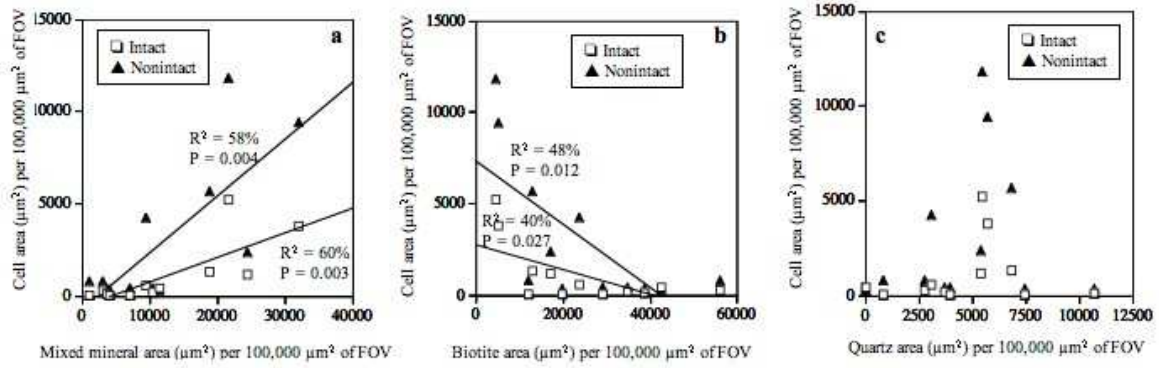 15000
10000
5000
0
Cell area (µm²) per 100,000 µm² of FOV
a
Intact
Nonintact
R² = 58%
P = 0.004
R² = 60%
P = 0.003
0 10000 20000 30000 40000
Mixed mineral area (µm²) per 100,000 µm² of FOV
15000
10000
5000
0
Cell area (µm²) per 100,000 µm² of FOV
b
Intact
Nonintact
R² = 48%
P = 0.012
R² = 40%
P = 0.027
0 20000 40000 60000
Biotite area (µm²) per 100,000 µm² of FOV
15000
10000
5000
0
Cell area (µm²) per 100,000 µm² of FOV
c
Intact
Nonintact
0 2500 5000 7500 10000 12500
Quartz area (µm²) per 100,000 µm² of FOV